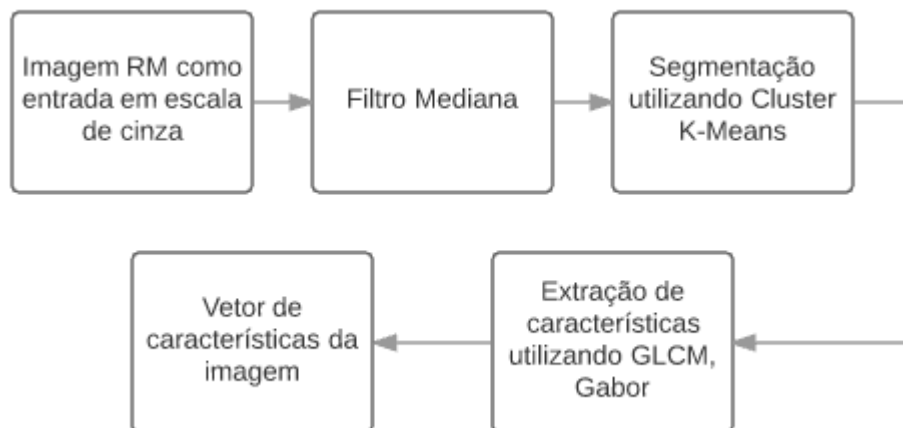 Imagem RM como
entrada em escala
de cinza
Filtro Mediana
Segmentação
utilizando Cluster
K-Means
Extração de
características
utilizando GLCM,
Gabor
Vetor de
características da
imagem